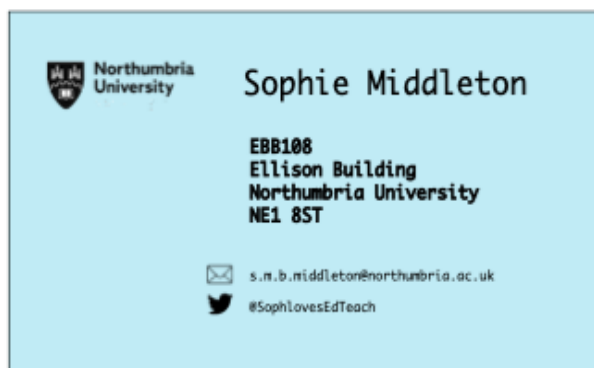 Northumbria
University
Sophie Middleton
EBB108
Ellison Building
Northumbria University
NE1 8ST
s.m.b.middleton@northumbria.ac.uk
@SophlovesEdTeach